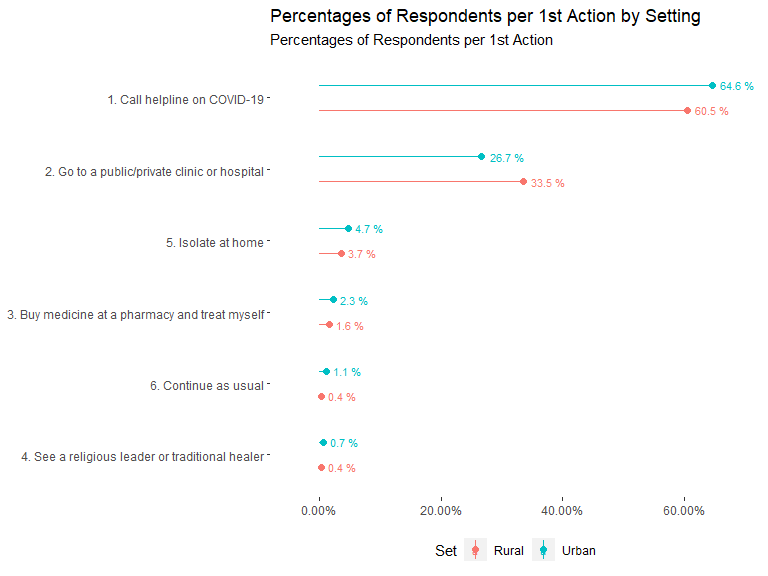 Percentages of Respondents per 1st Action by Setting
Percentages of Respondents per 1st Action
1. Call helpline on COVID-19
64.6 %
60.5 %
2. Go to a public/private clinic or hospital
26.7 %
33.5 %
5. Isolate at home
4.7 %
3.7 %
3. Buy medicine at a pharmacy and treat myself
2.3 %
1.6 %
6. Continue as usual
1.1 %
0.4 %
4. See a religious leader or traditional healer
0.7 %
0.4 %
0.00% 20.00% 40.00% 60.00%
Set Rural Urban